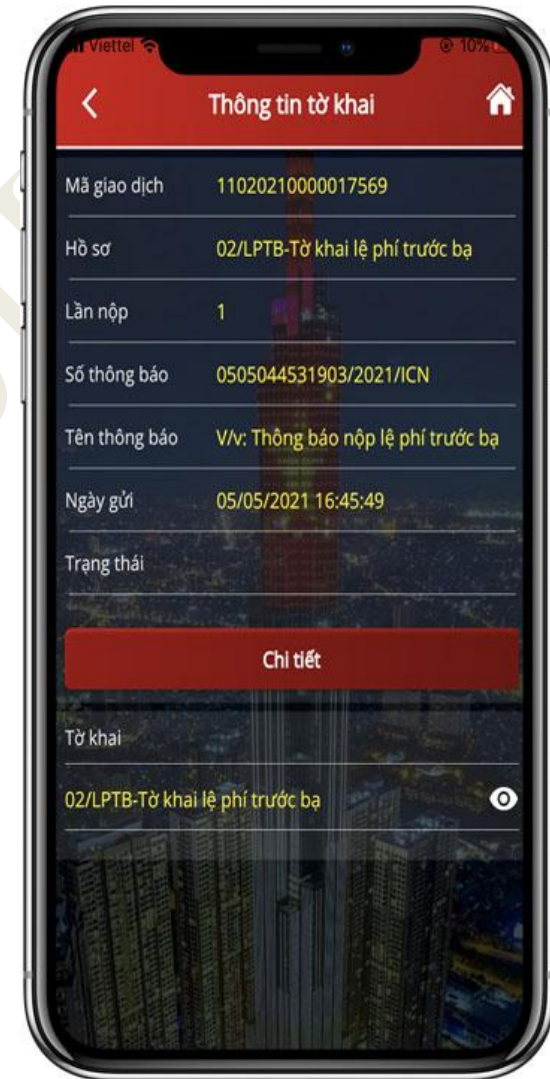 Viettel 10%
Thông tin tờ khai
Mã giao dịch 11020210000017569
Hồ sơ 02/LPTB-Tờ khai lệ phí trước bạ
Lần nộp 1
Số thông báo 0505044531903/2021/ICN
Tên thông báo V/v: Thông báo nộp lệ phí trước bạ
Ngày gửi 05/05/2021 16:45:49
Trạng thái
Chi tiết
Tờ khai
02/LPTB-Tờ khai lệ phí trước bạ